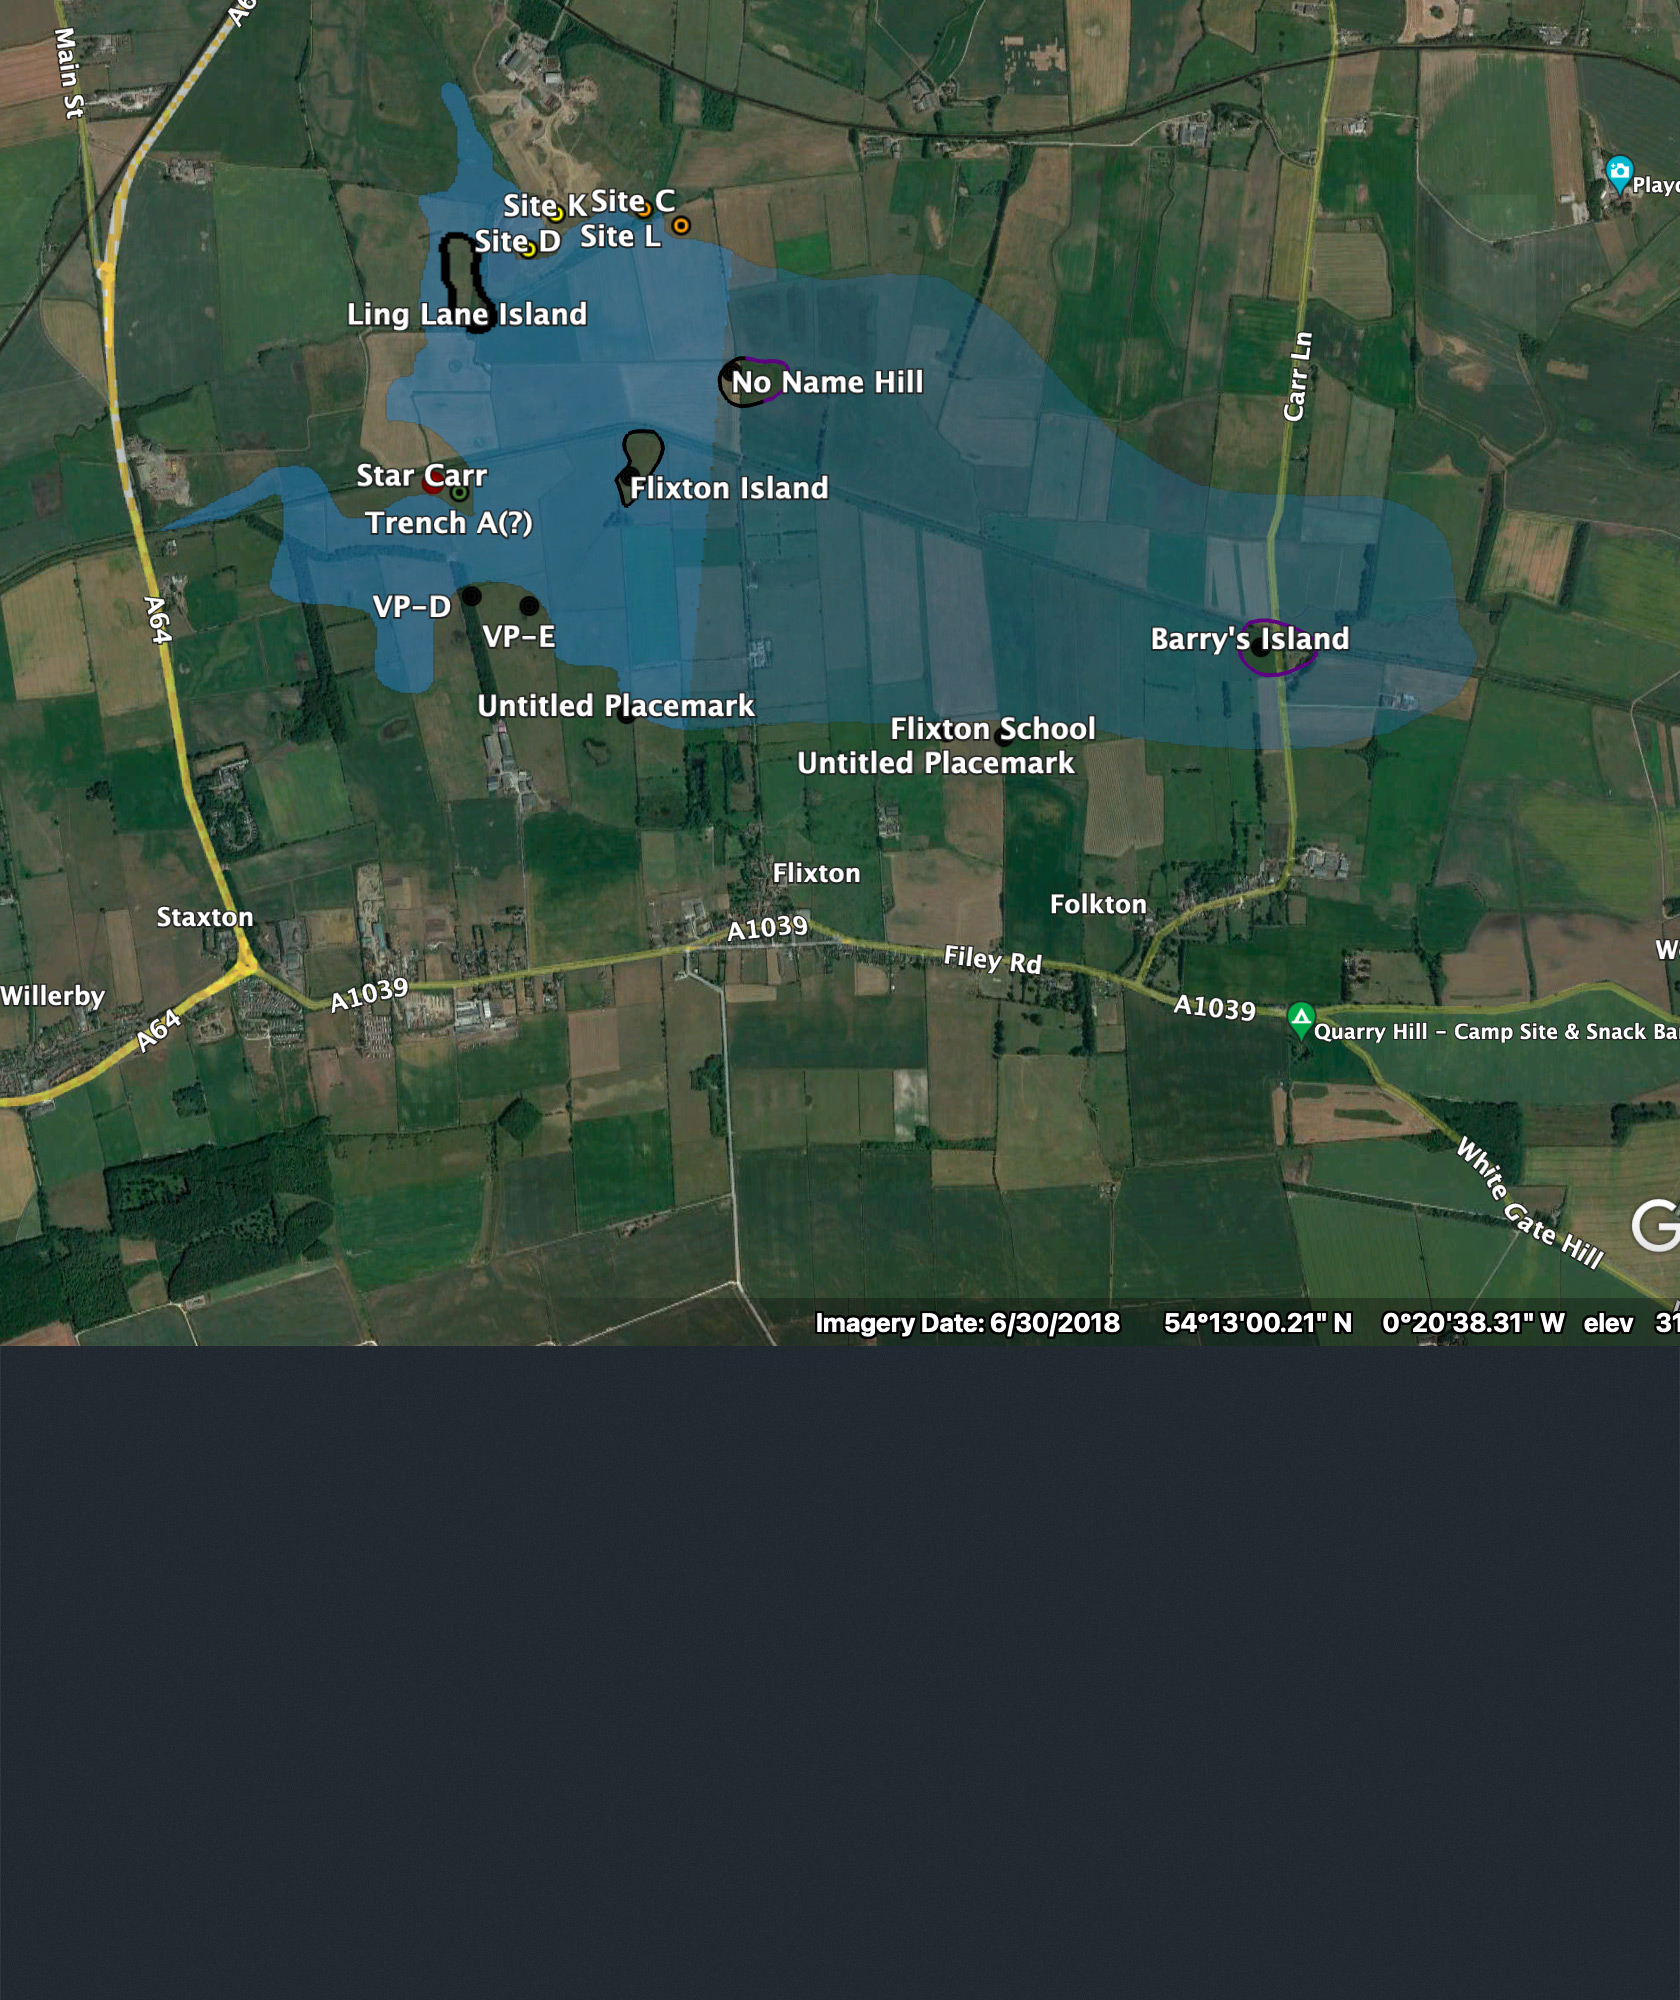 Main St
Site K
Site C
Site D
Site L
Ling Lane Island
No Name Hill
Carr Ln
Star Carr
Flixton Island
Trench A(?)
VP-D
VP-E
A64
Barry's Island
Untitled Placemark
Flixton School
Untitled Placemark
Flixton
Staxton
Folkton
A1039
Filey Rd
Willerby
A1039
A1039
A64
Quarry Hill - Camp Site & Snack Ba
White Gate Hill
Imagery Date: 6/30/2018 54°13'00.21" N 0°20'38.31" W elev 31